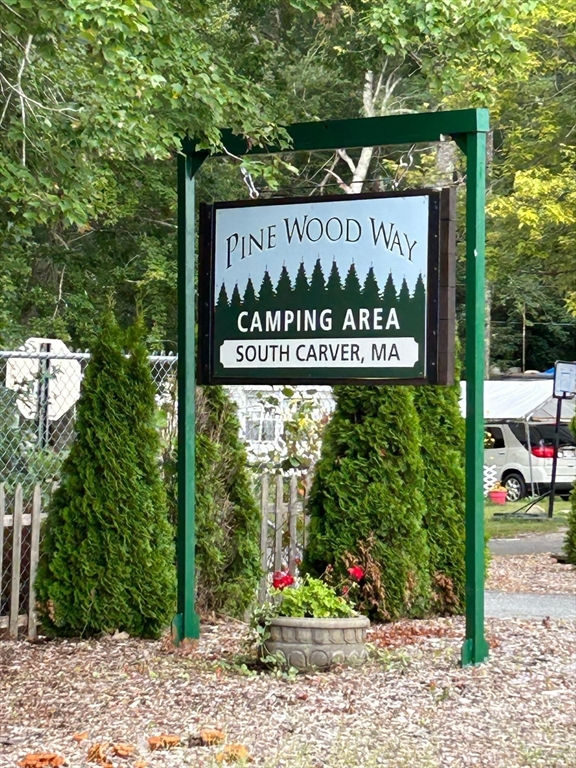 PINE WOOD WAY
CAMPING AREA
SOUTH CARVER, MA